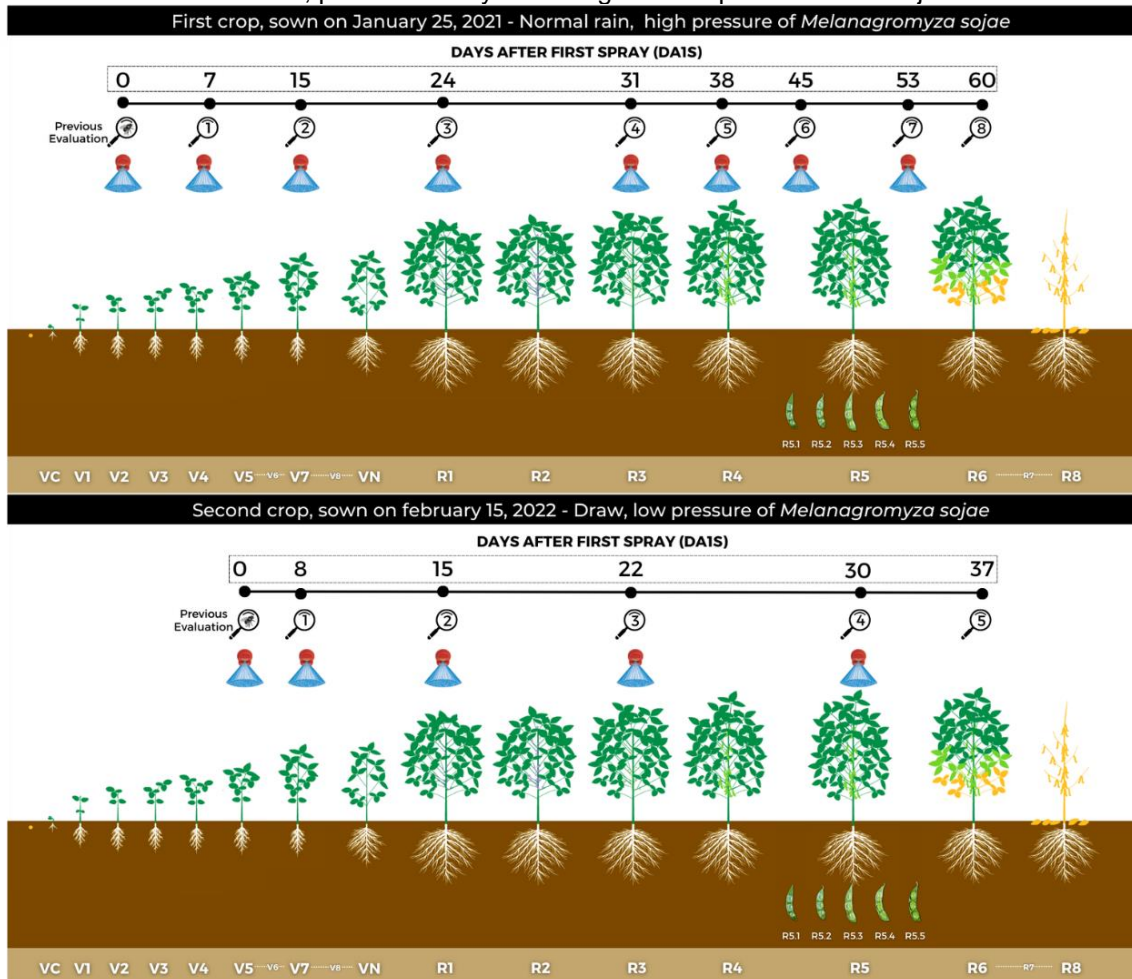 First crop, sown on January 25, 2021 - Normal rain, high pressure of Melanagromyza sojae
DAYS AFTER FIRST SPRAY (DA1S)
0 7 15 24 31 38 45 53 60
Previous
Evaluation
1 2 3 4 5 6 7 8
R5.1 R5.2 R5.3 R5.4 R5.5
VC V1 V2 V3 V4 V5 V6 V7 V8 VN R1 R2 R3 R4 R5 R6 R7 R8
Second crop, sown on february 15, 2022 - Draw, low pressure of Melanagromyza sojae
DAYS AFTER FIRST SPRAY (DA1S)
0 8 15 22 30 37
Previous
Evaluation
1 2 3 4 5
R5.1 R5.2 R5.3 R5.4 R5.5
VC V1 V2 V3 V4 V5 V6 V7 V8 VN R1 R2 R3 R4 R5 R6 R7 R8